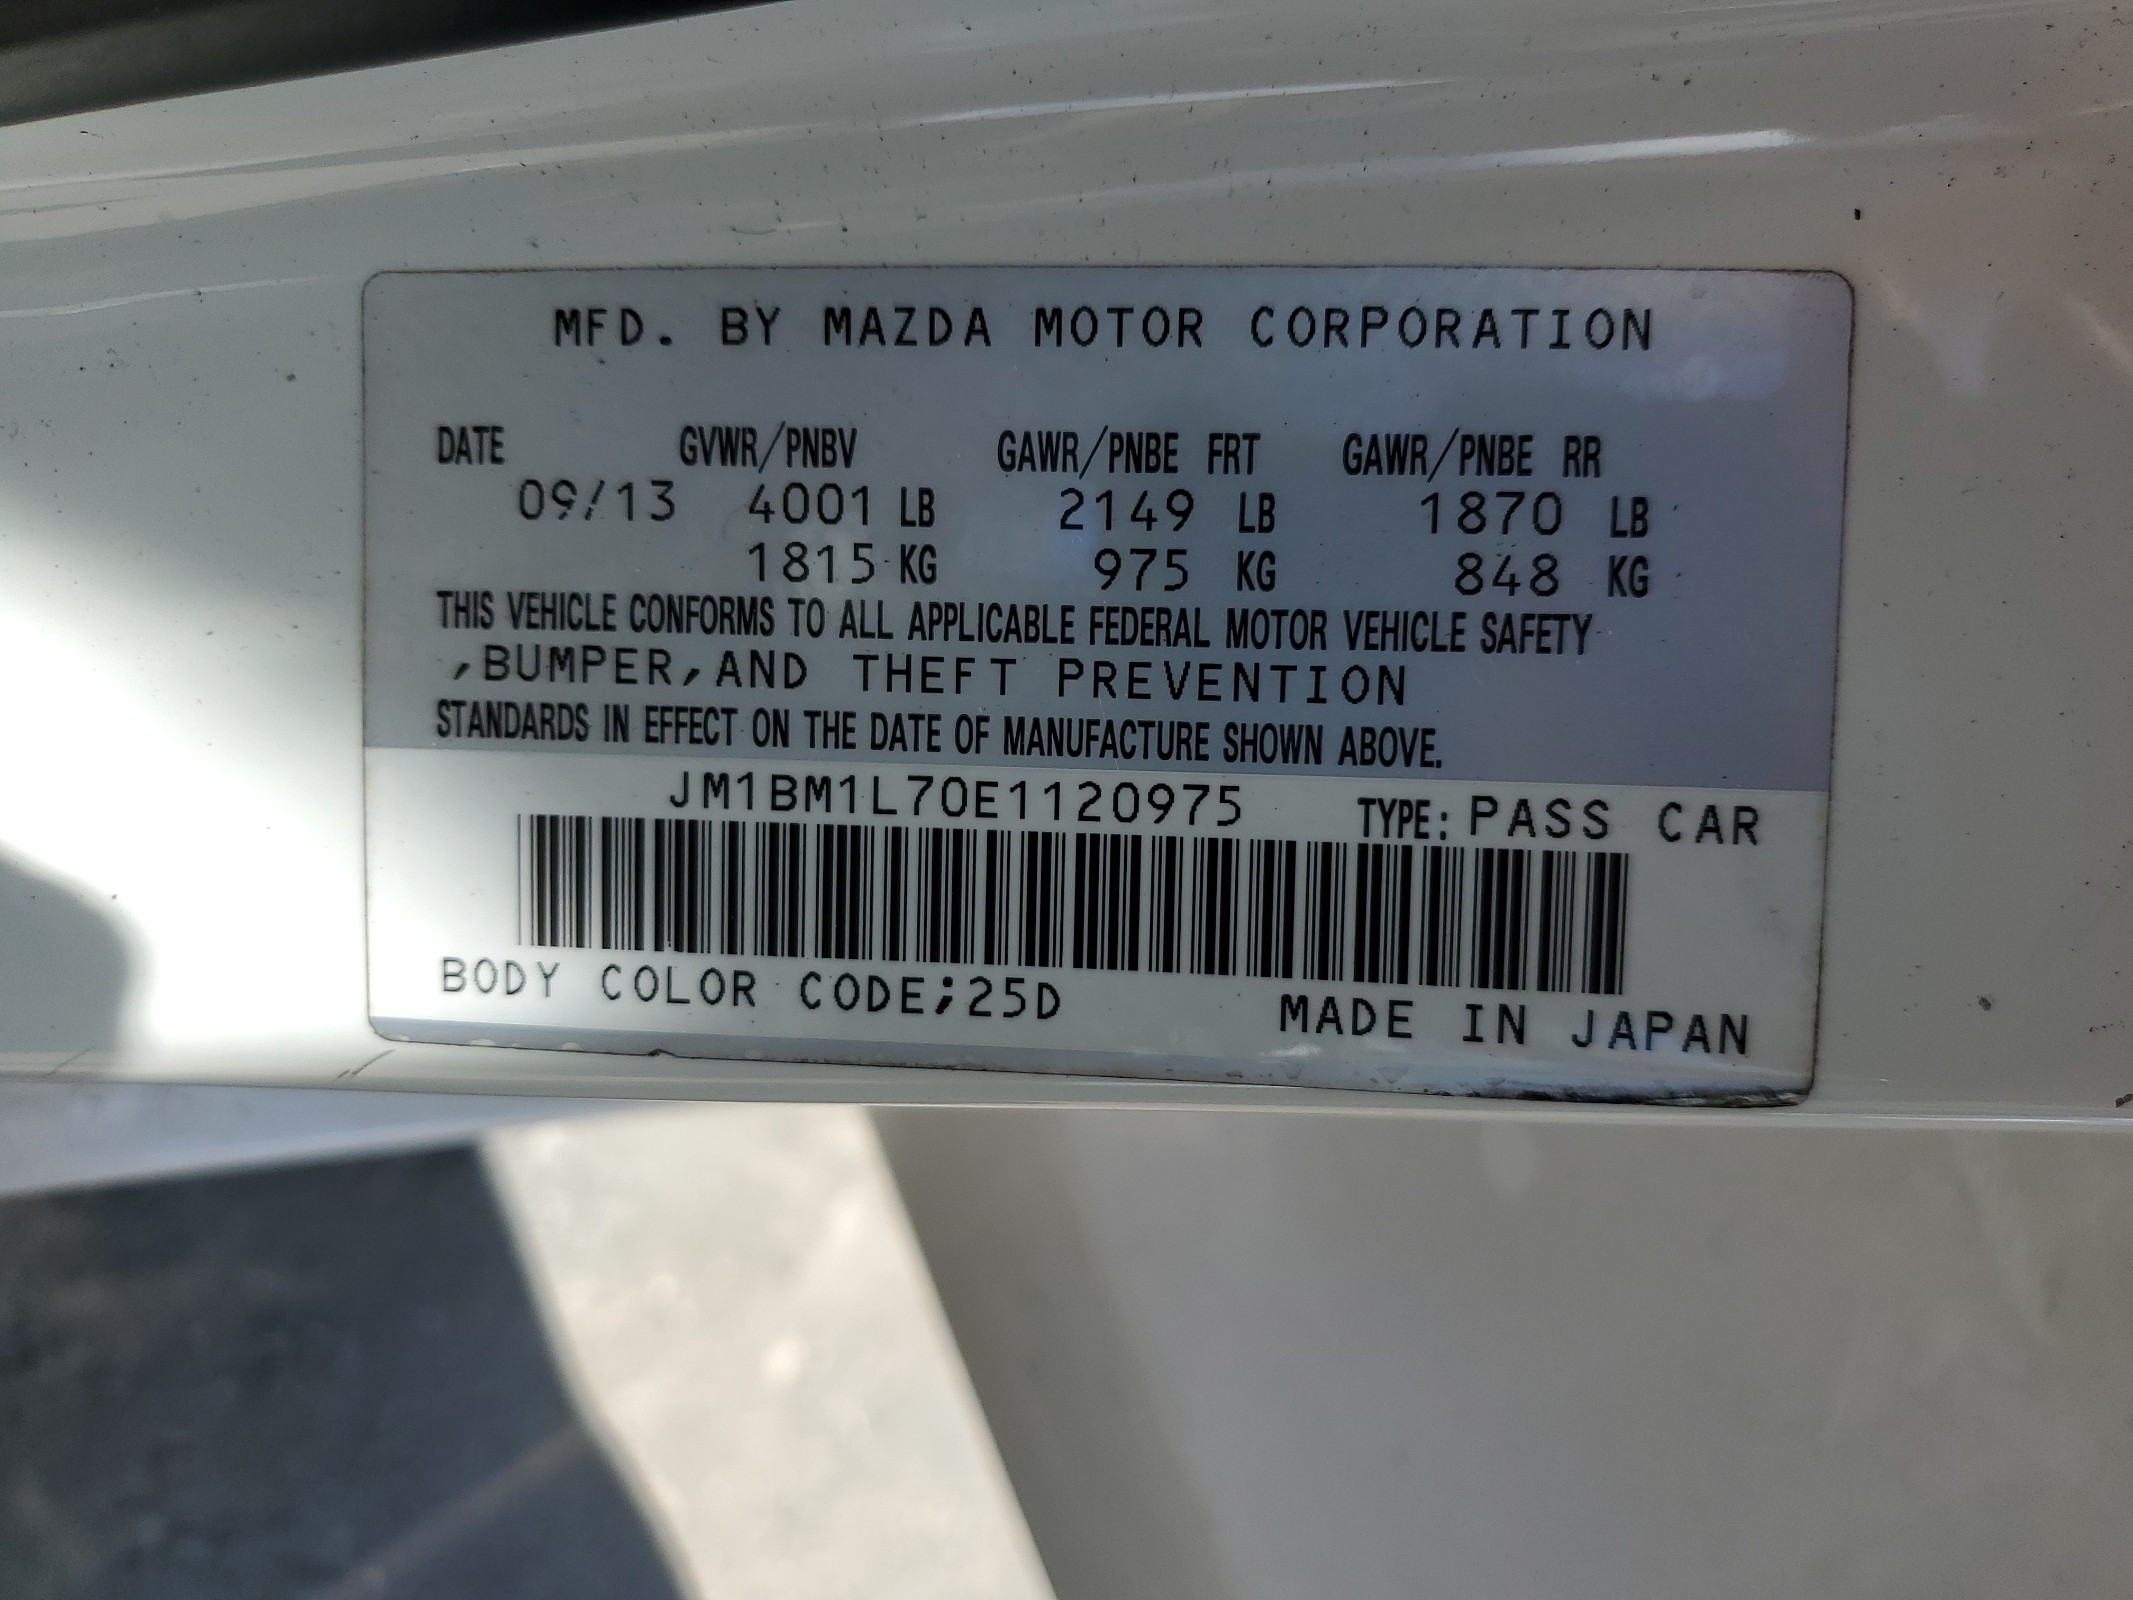 MFD. BY MAZDA MOTOR CORPORATION
DATE GVWR/PNBV GAWR/PNBE FRT GAWR/PNBE RR
09/13 4001 LB 2149 LB 1870 LB
1815 KG 975 KG 848 KG
THIS VEHICLE CONFORMS TO ALL APPLICABLE FEDERAL MOTOR VEHICLE SAFETY
,BUMPER,AND THEFT PREVENTION
STANDARDS IN EFFECT ON THE DATE OF MANUFACTURE SHOWN ABOVE.
JM1BM1L70E1120975 TYPE: PASS CAR
BODY COLOR CODE;25D MADE IN JAPAN